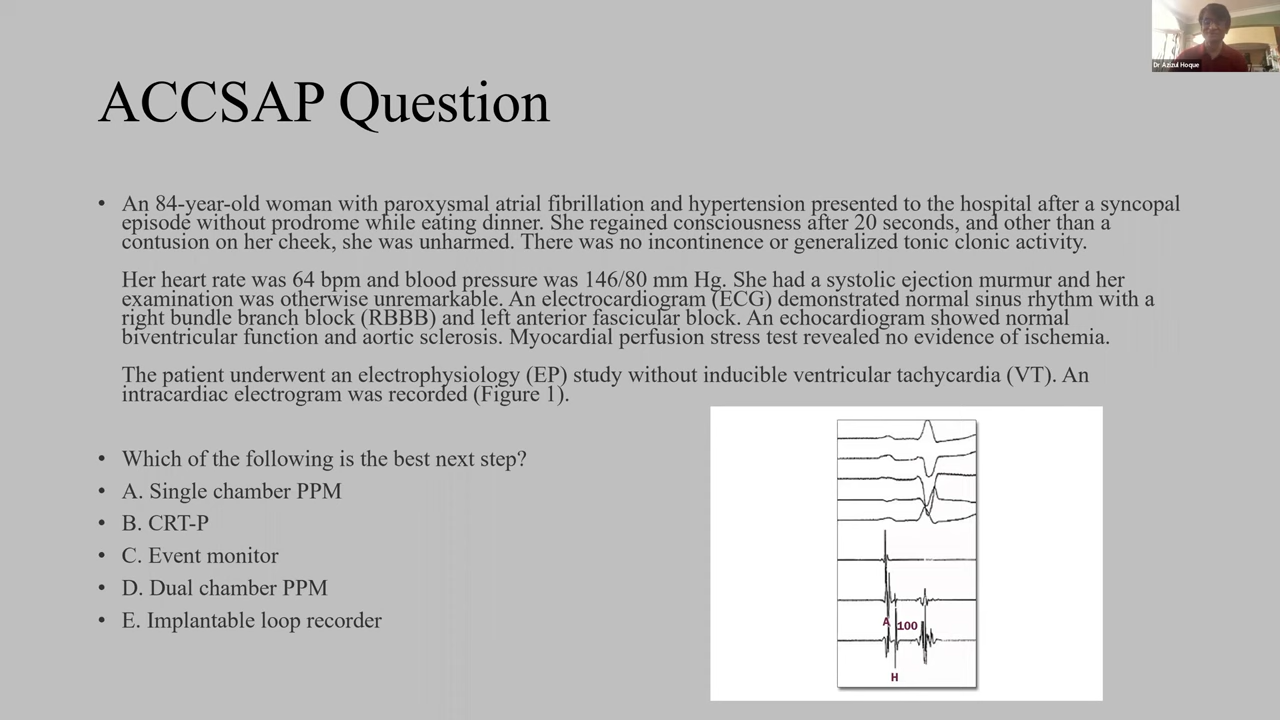 Dr Azizul Hoque
ACCSAP Question
• An 84-year-old woman with paroxysmal atrial fibrillation and hypertension presented to the hospital after a syncopal
episode without prodrome while eating dinner. She regained consciousness after 20 seconds, and other than a
contusion on her cheek, she was unharmed. There was no incontinence or generalized tonic clonic activity.
Her heart rate was 64 bpm and blood pressure was 146/80 mm Hg. She had a systolic ejection murmur and her
examination was otherwise unremarkable. An electrocardiogram (ECG) demonstrated normal sinus rhythm with a
right bundle branch block (RBBB) and left anterior fascicular block. An echocardiogram showed normal
biventricular function and aortic sclerosis. Myocardial perfusion stress test revealed no evidence of ischemia.
The patient underwent an electrophysiology (EP) study without inducible ventricular tachycardia (VT). An
intracardiac electrogram was recorded (Figure 1).
• Which of the following is the best next step?
• A. Single chamber PPM
• B. CRT-P
• C. Event monitor
• D. Dual chamber PPM
• E. Implantable loop recorder
A 100
H